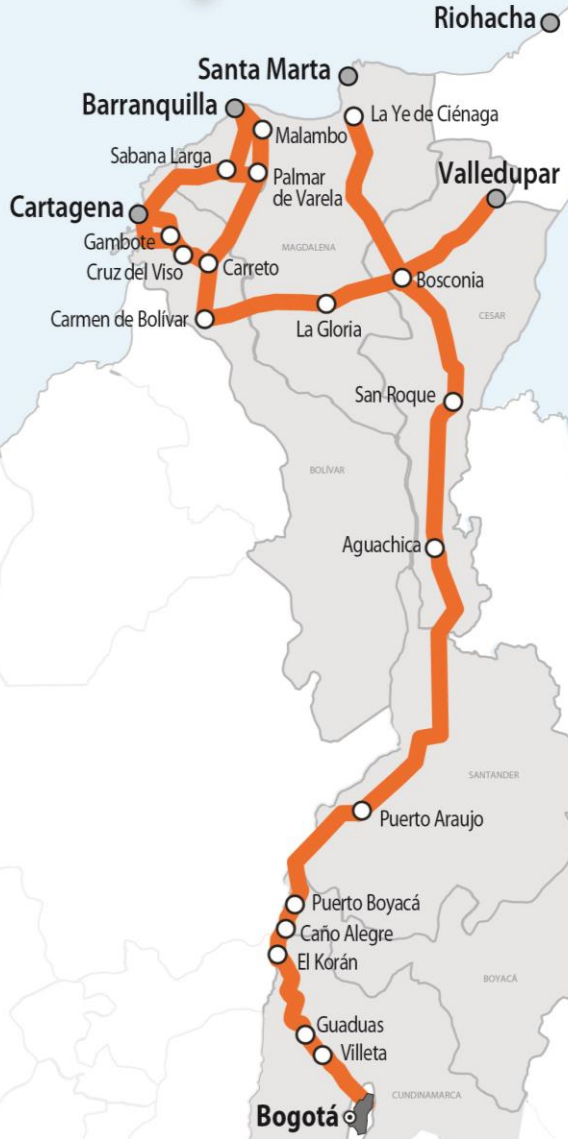 Riohacha
Santa Marta
Barranquilla
La Ye de Ciénaga
Malambo
Sabana Larga
Palmar
de Varela
Valledupar
Cartagena
Gambote
MAGDALENA
Cruz del Viso
Carreto
Bosconia
Carmen de Bolívar
La Gloria
CESAR
San Roque
BOLÍVAR
Aguachica
SANTANDER
Puerto Araujo
Puerto Boyacá
Caño Alegre
El Korán
BOYACÁ
Guaduas
Villeta
CUNDINAMARCA
Bogotá